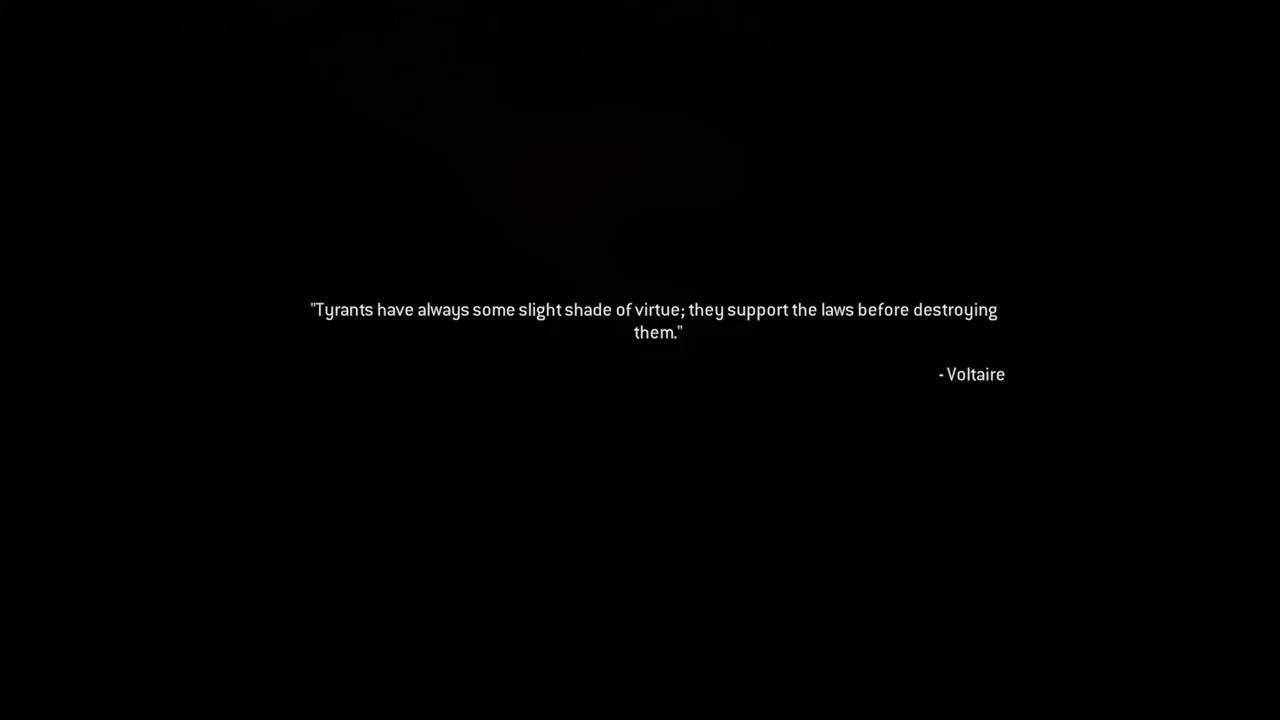 "Tyrants have always some slight shade of virtue; they support the laws before destroying
them."
- Voltaire